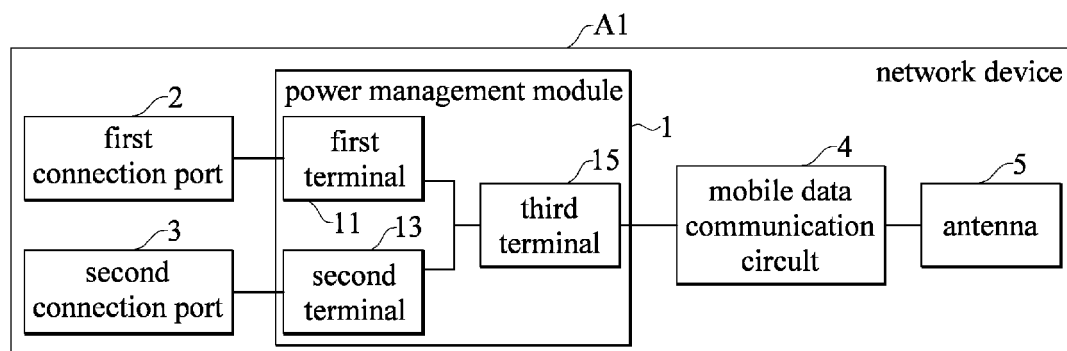 A1
network device
power management module
1
2
first
connection port
first
terminal
11
3
second
connection port
13
second
terminal
15
third
terminal
4
mobile data
communication
circult
5
antenna